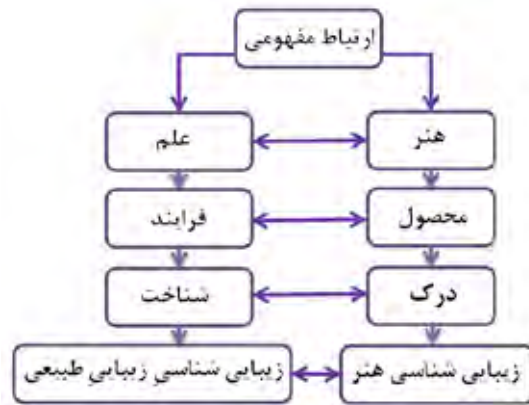 ارتباط مفهومی
هنر
علم
محصول
فرایند
درک
شناخت
زیبایی شناسی هنر
زیبایی شناسی زیبایی طبیعی